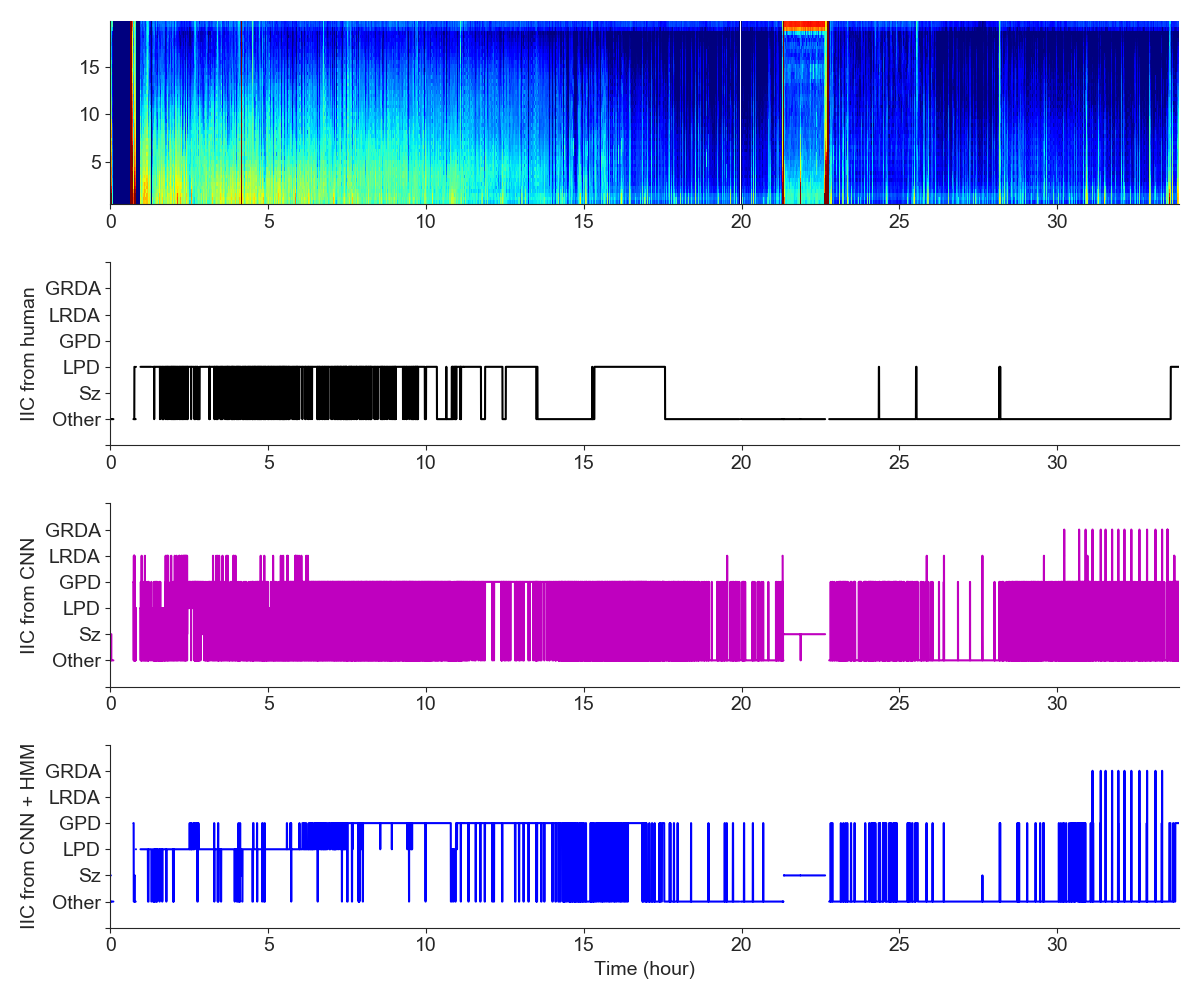 15
10
5
0 5 10 15 20 25 30
IIC from human
GRDA
LRDA
GPD
LPD
Sz
Other
0 5 10 15 20 25 30
IIC from CNN
GRDA
LRDA
GPD
LPD
Sz
Other
0 5 10 15 20 25 30
IIC from CNN + HMM
GRDA
LRDA
GPD
LPD
Sz
Other
0 5 10 15 20 25 30
Time (hour)